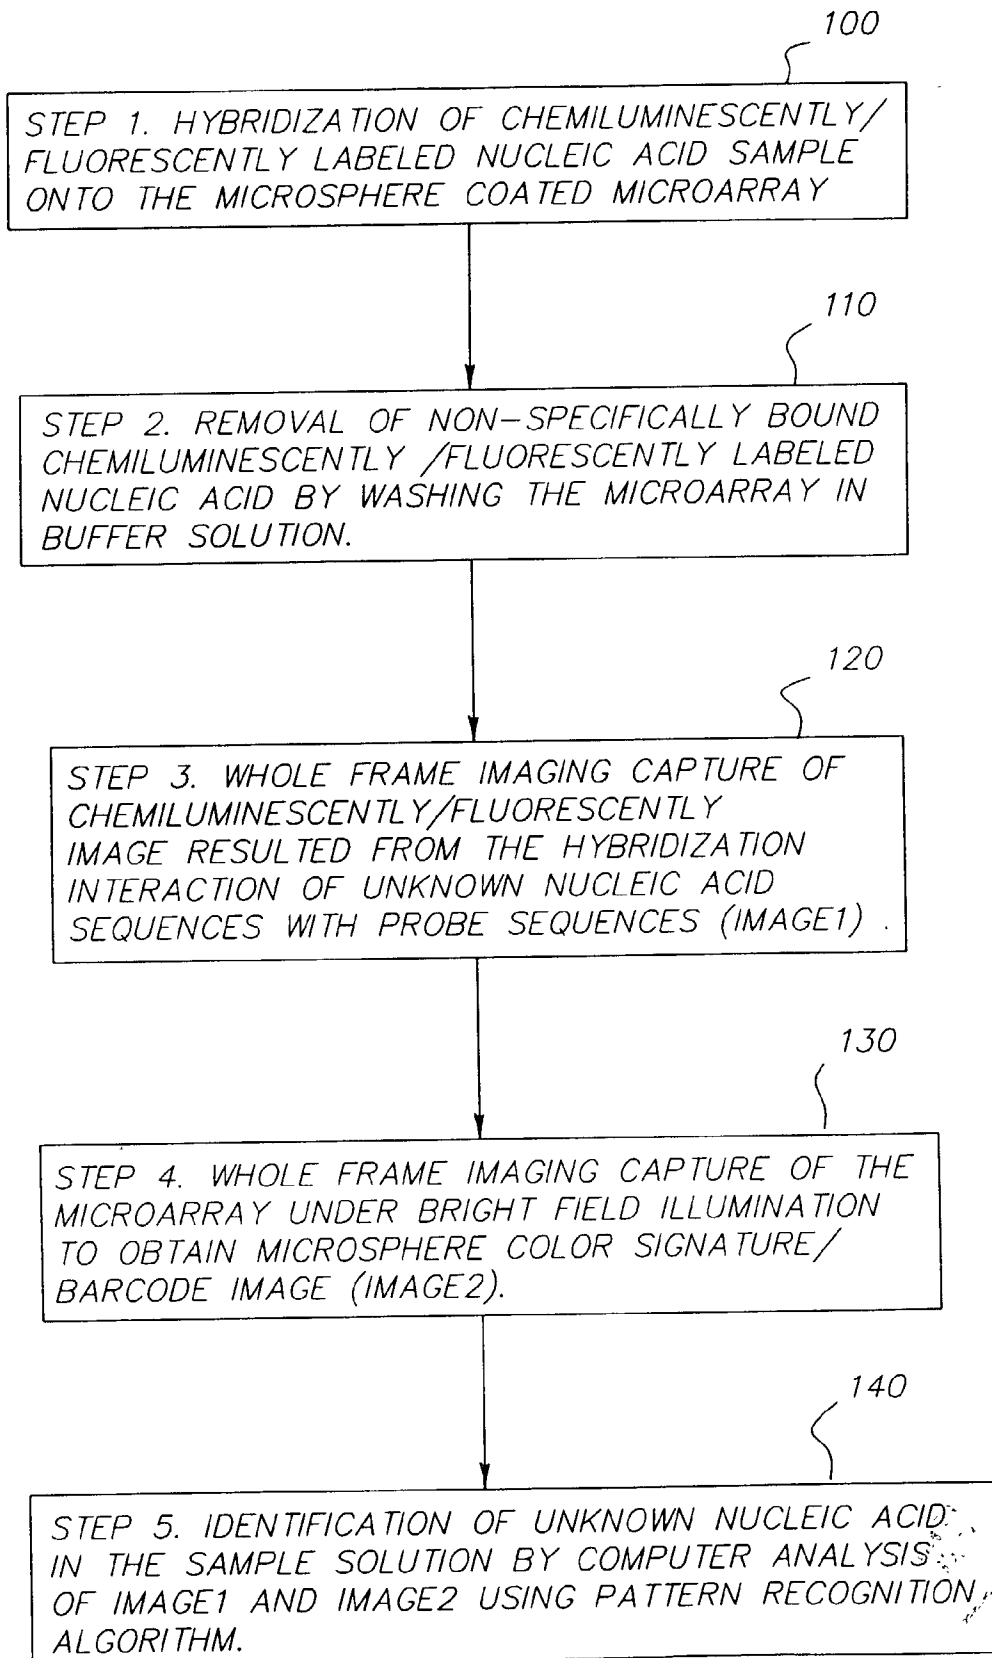 100
STEP 1. HYBRIDIZATION OF CHEMILUMINESCENTLY/
FLUORESCENTLY LABELED NUCLEIC ACID SAMPLE
ONTO THE MICROSPHERE COATED MICROARRAY
110
STEP 2. REMOVAL OF NON-SPECIFICALLY BOUND
CHEMILUMINESCENTLY /FLUORESCENTLY LABELED
NUCLEIC ACID BY WASHING THE MICROARRAY IN
BUFFER SOLUTION.
120
STEP 3. WHOLE FRAME IMAGING CAPTURE OF
CHEMILUMINESCENTLY/FLUORESCENTLY
IMAGE RESULTED FROM THE HYBRIDIZATION
INTERACTION OF UNKNOWN NUCLEIC ACID
SEQUENCES WITH PROBE SEQUENCES (IMAGE1) .
130
STEP 4. WHOLE FRAME IMAGING CAPTURE OF THE
MICROARRAY UNDER BRIGHT FIELD ILLUMINATION
TO OBTAIN MICROSPHERE COLOR SIGNATURE/
BARCODE IMAGE (IMAGE2).
140
STEP 5. IDENTIFICATION OF UNKNOWN NUCLEIC ACID
IN THE SAMPLE SOLUTION BY COMPUTER ANALYSIS
OF IMAGE1 AND IMAGE2 USING PATTERN RECOGNITION
ALGORITHM.